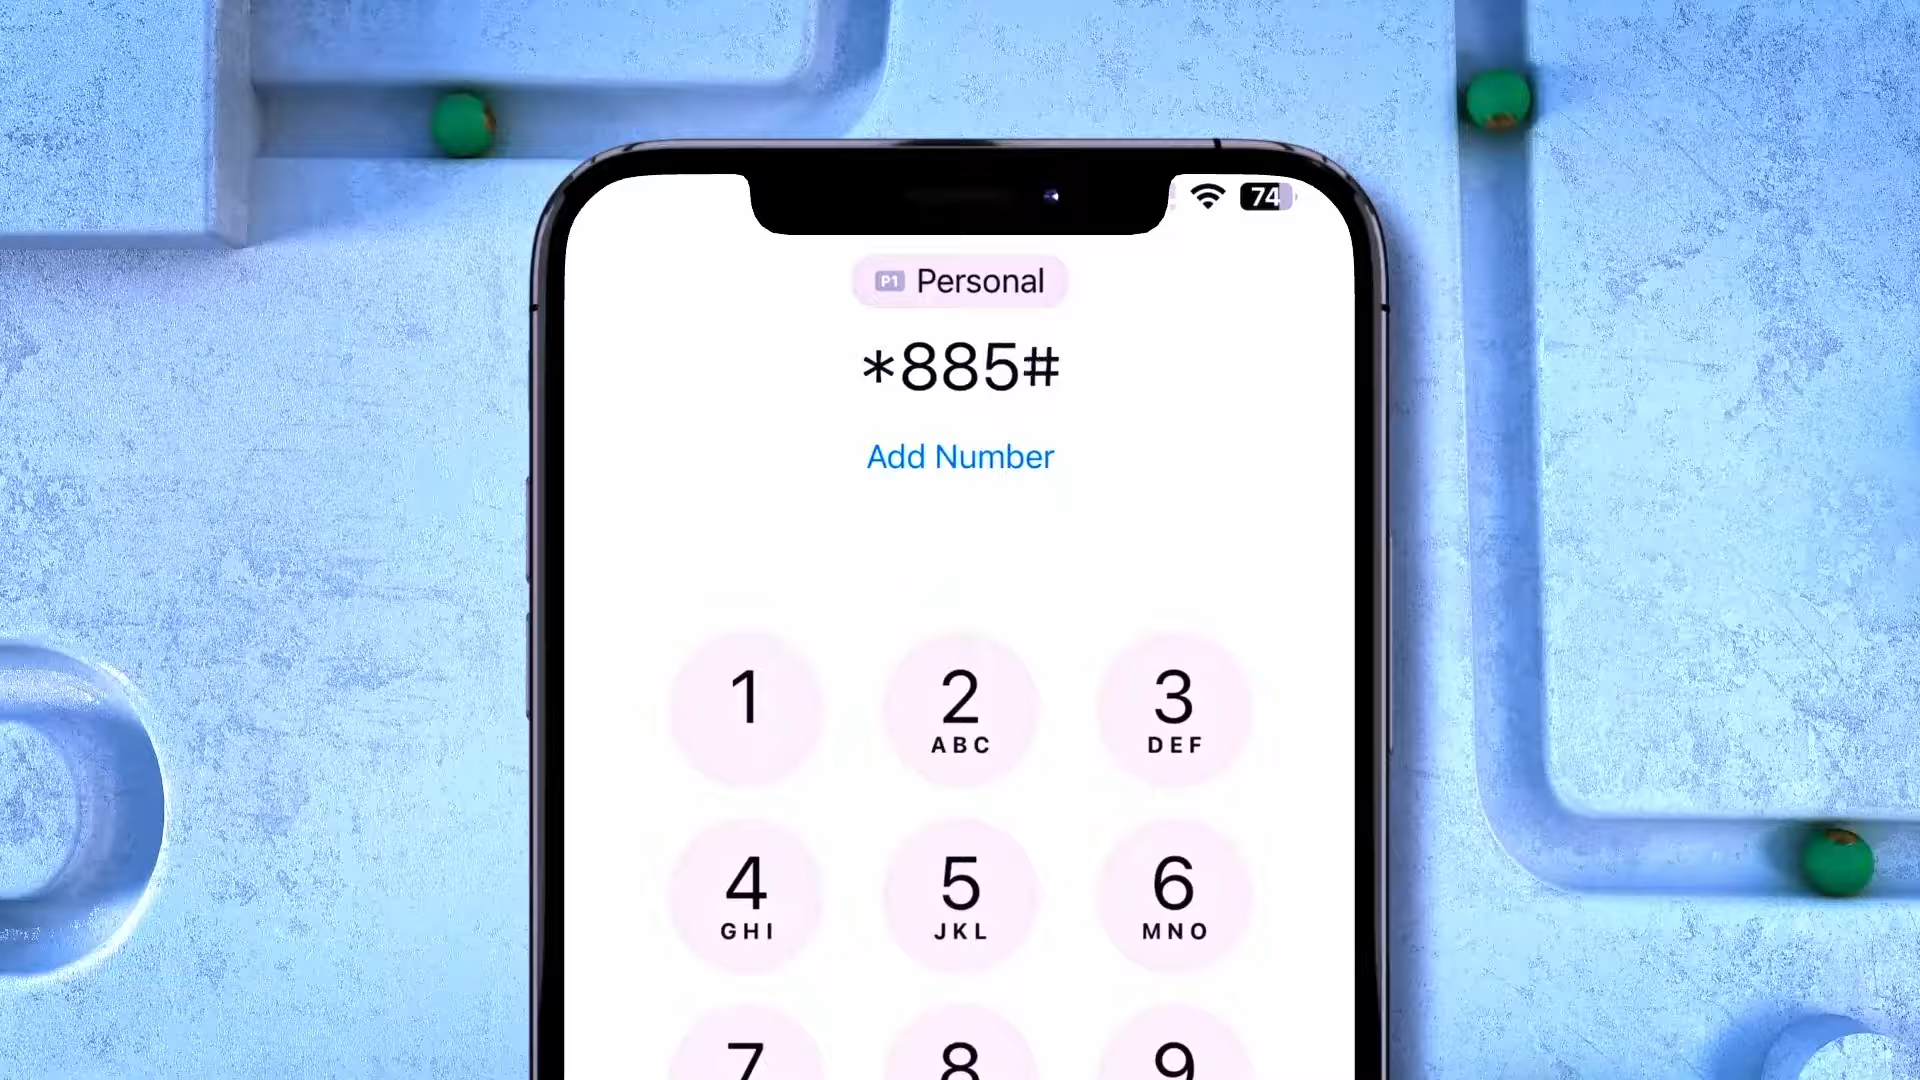 74
P1 Personal
*885#
Add Number
1
2
ABC
3
DEF
4
GHI
5
JKL
6
MNO
7
8
9